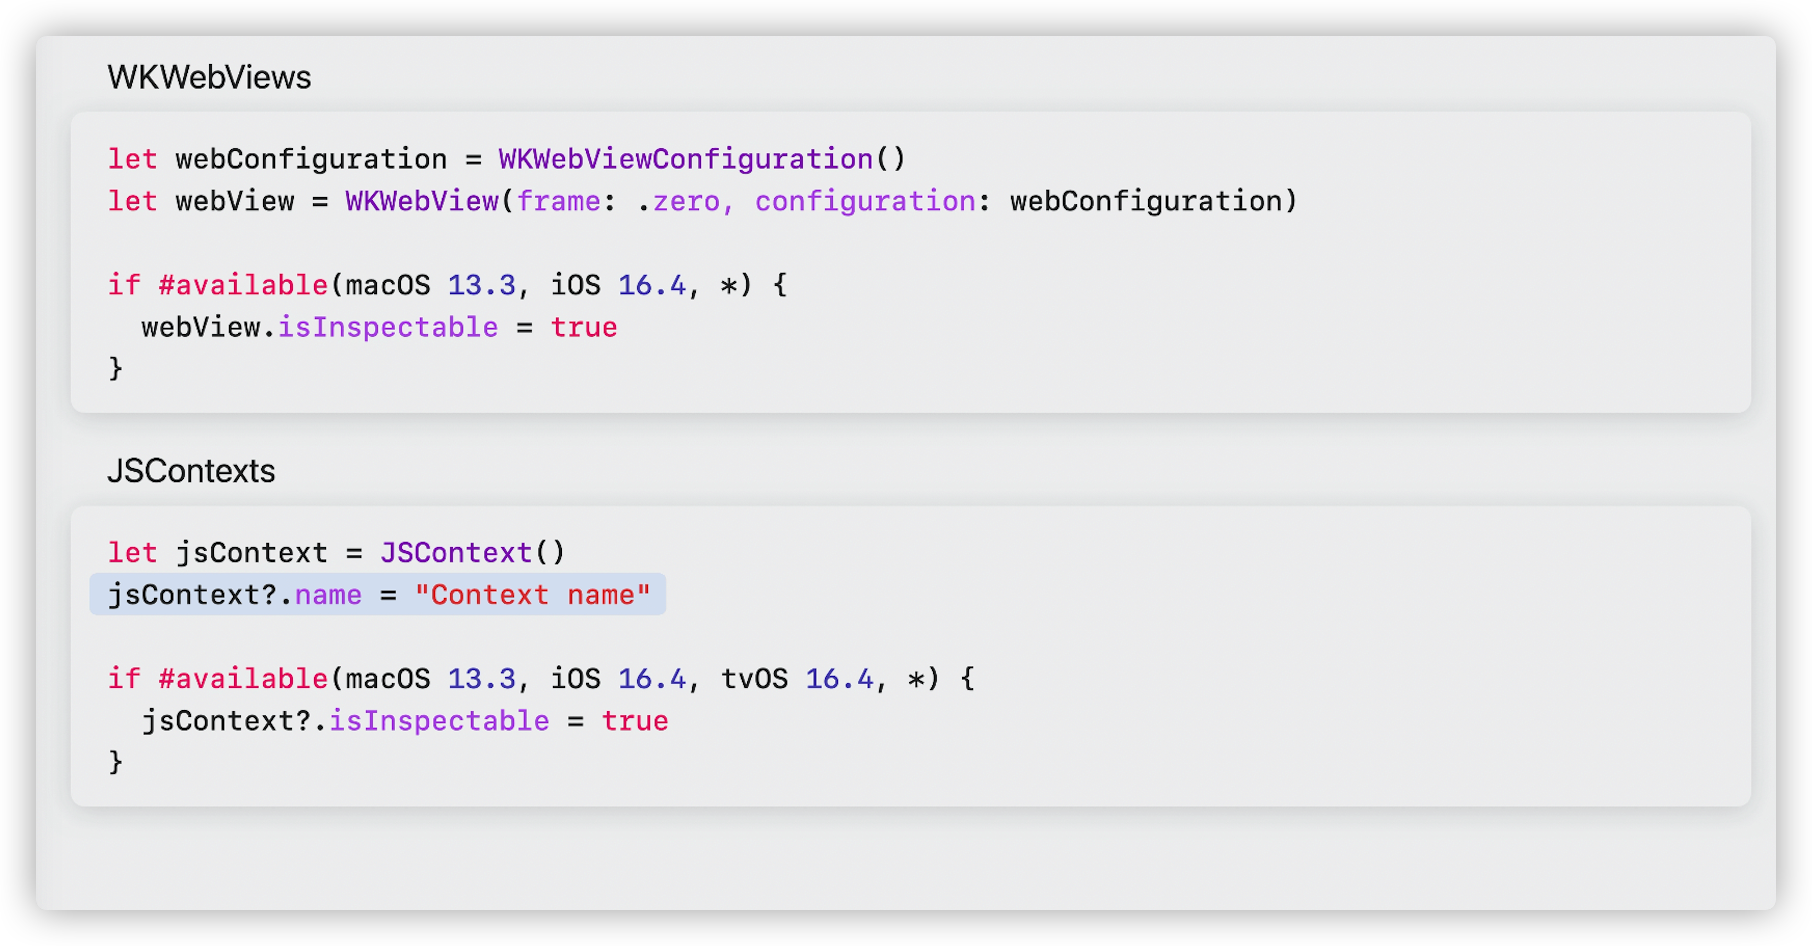 WKWebViews
let webConfiguration = WKWebViewConfiguration()
let webView = WKWebView(frame: .zero, configuration: webConfiguration)
if #available(macOS 13.3, iOS 16.4, *) {
  webView.isInspectable = true
}
JSContexts
let jsContext = JSContext()
jsContext?.name = "Context name"
if #available(macOS 13.3, iOS 16.4, tvOS 16.4, *) {
  jsContext?.isInspectable = true
}